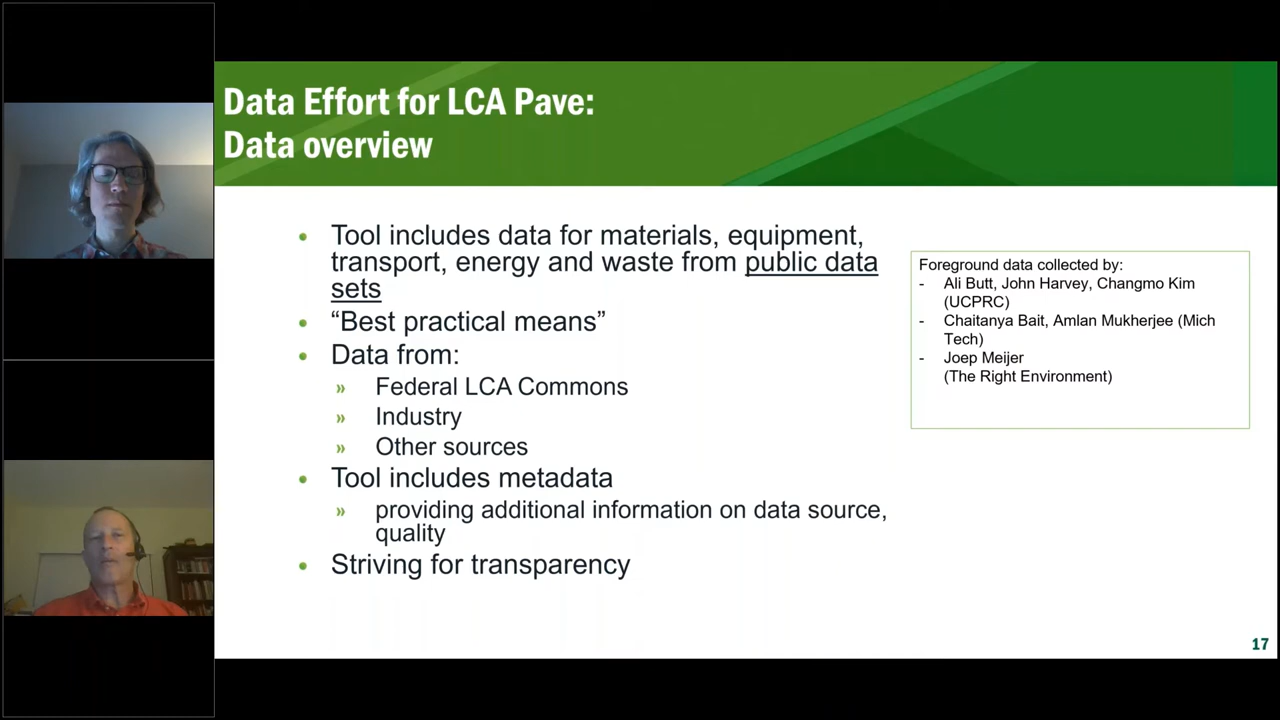 Data Effort for LCA Pave:
Data overview
• Tool includes data for materials, equipment,
transport, energy and waste from public data
sets
• “Best practical means”
• Data from:
» Federal LCA Commons
» Industry
» Other sources
• Tool includes metadata
» providing additional information on data source,
quality
• Striving for transparency
Foreground data collected by:
- Ali Butt, John Harvey, Changmo Kim
(UCPRC)
- Chaitanya Bait, Amlan Mukherjee (Mich
Tech)
- Joep Meijer
(The Right Environment)
17